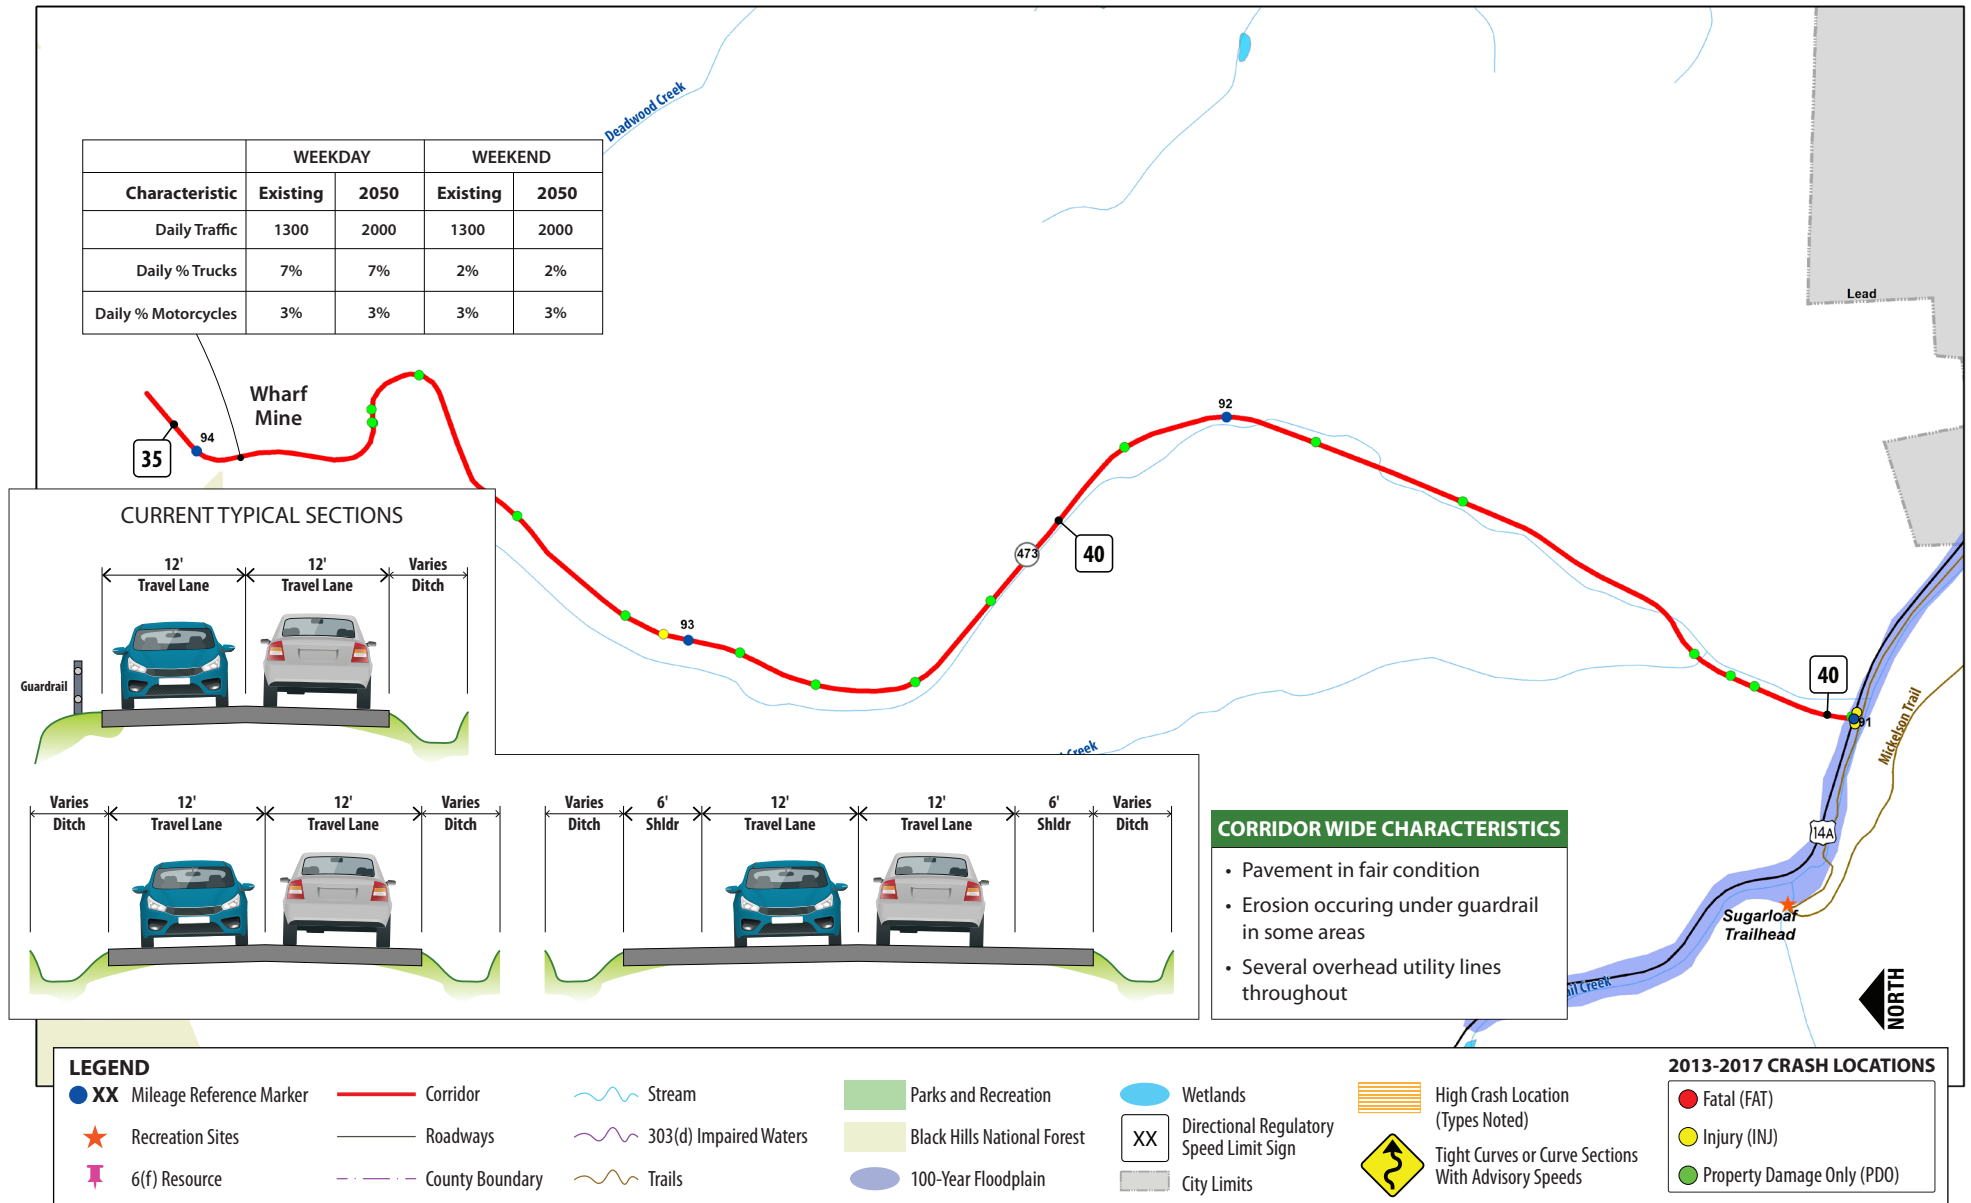 Deadwood Creek
WEEKDAY WEEKEND
Characteristic Existing 2050 Existing 2050
Daily Traffic 1300 2000 1300 2000
Daily % Trucks 7% 7% 2% 2%
Daily % Motorcycles 3% 3% 3% 3%
Lead
Wharf
Mine
94
35
92
473
40
93
40
91
Mickelson Trail
14A
Sugarloaf
Trailhead
Creek
Creek
NORTH
CURRENT TYPICAL SECTIONS
12' 12' Varies
Travel Lane Travel Lane Ditch
Guardrail
Varies 12' 12' Varies
Ditch Travel Lane Travel Lane Ditch
Varies 6' 12' 12' 6' Varies
Ditch Shldr Travel Lane Travel Lane Shldr Ditch
CORRIDOR WIDE CHARACTERISTICS
• Pavement in fair condition
• Erosion occuring under guardrail
in some areas
• Several overhead utility lines
throughout
LEGEND
XX Mileage Reference Marker
Recreation Sites
6(f) Resource
Corridor
Roadways
County Boundary
Stream
303(d) Impaired Waters
Trails
Parks and Recreation
Black Hills National Forest
100-Year Floodplain
Wetlands
XX Directional Regulatory
Speed Limit Sign
City Limits
High Crash Location
(Types Noted)
Tight Curves or Curve Sections
With Advisory Speeds
2013-2017 CRASH LOCATIONS
Fatal (FAT)
Injury (INJ)
Property Damage Only (PDO)